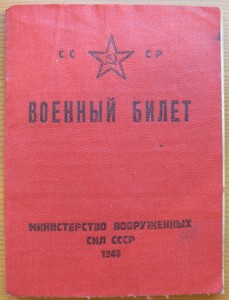 СС СР
ВОЕННЫЙ БИЛЕТ
МИНИСТЕРСТВО ВООРУЖЕННЫХ
СИЛ СССР
1946